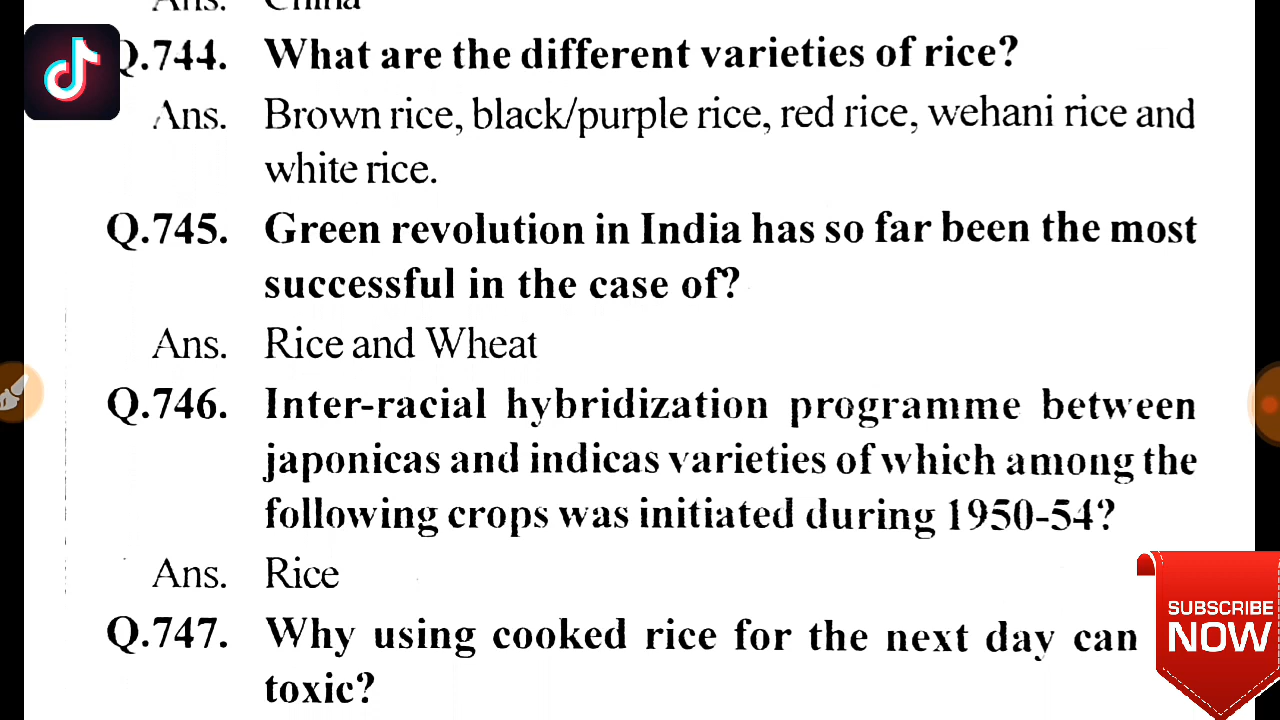 Ans. China
Q.744. What are the different varieties of rice?
Ans. Brown rice, black/purple rice, red rice, wehani rice and
white rice.
Q.745. Green revolution in India has so far been the most
successful in the case of?
Ans. Rice and Wheat
Q.746. Inter-racial hybridization programme between
japonicas and indicas varieties of which among the
following crops was initiated during 1950-54?
Ans. Rice
Q.747. Why using cooked rice for the next day can
toxic?
SUBSCRIBE
NOW